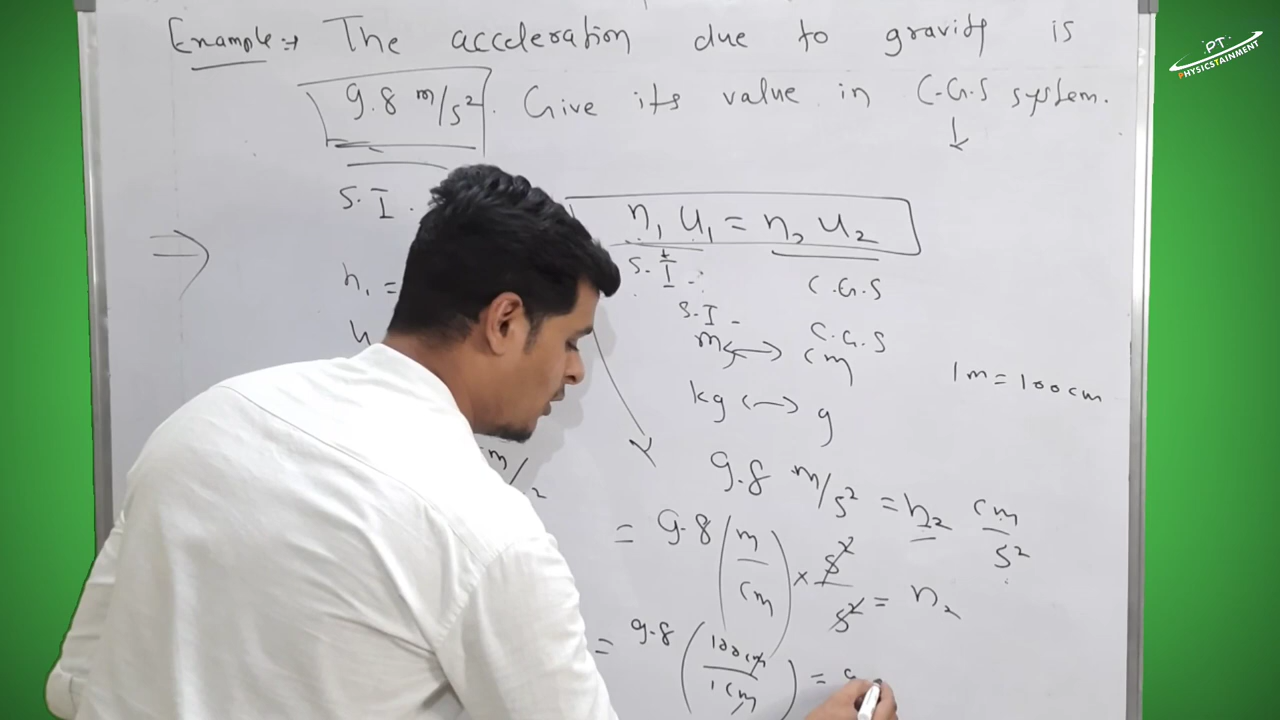 Example:→ The acceleration due to gravity is
9.8 m/s². Give its value in C.G.S system.
PT
PHYSICSTAINMENT
S.I.
n₁ u₁ = n₂ u₂
S.I.
C.G.S
n₁ =
S.I. C.G.S
m ↔ cm
1m = 100cm
kg ↔ g
m/
9.8 m/s² = n₂ cm/s²
= 9.8 (m/cm) × s²/s² = n₂
= 9.8 (100cm/1cm) =